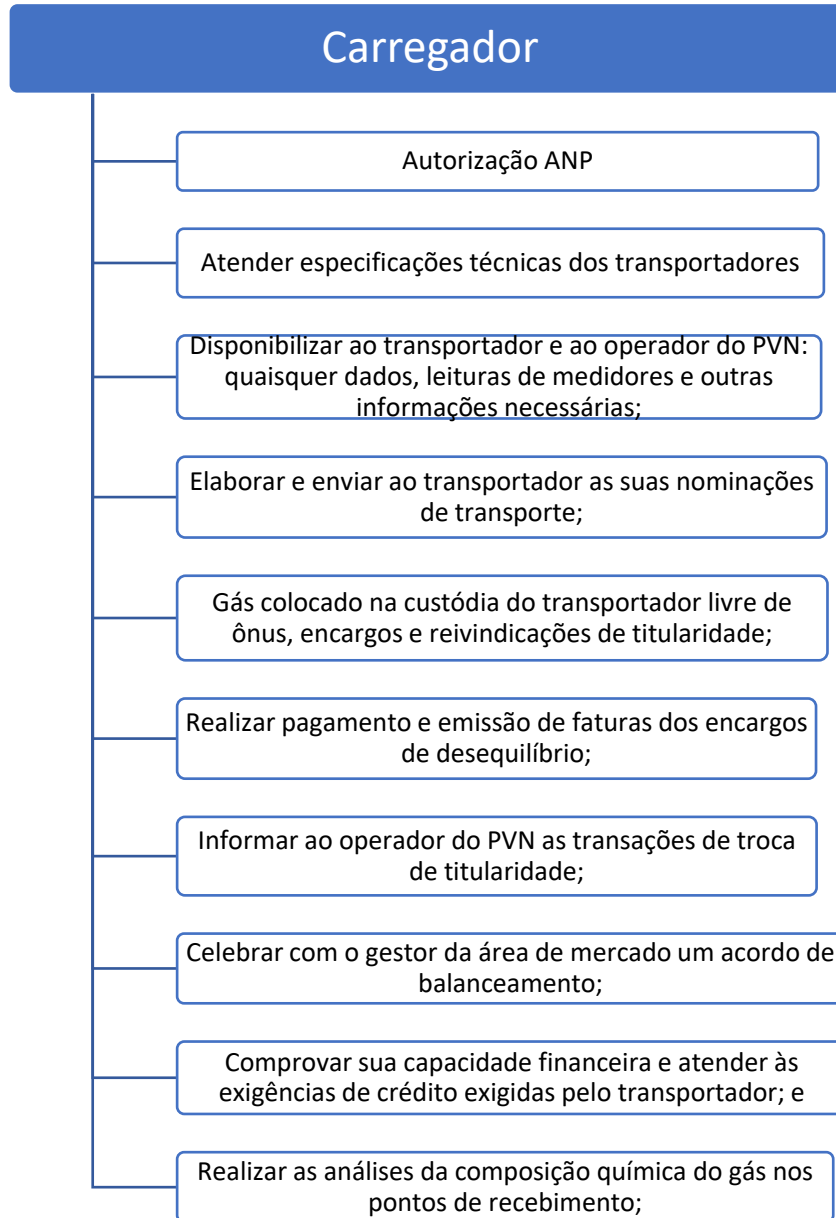 Carregador
Autorização ANP
Atender especificações técnicas dos transportadores
Disponibilizar ao transportador e ao operador do PVN:
quaisquer dados, leituras de medidores e outras
informações necessárias;
Elaborar e enviar ao transportador as suas nominações
de transporte;
Gás colocado na custódia do transportador livre de
ônus, encargos e reivindicações de titularidade;
Realizar pagamento e emissão de faturas dos encargos
de desequilíbrio;
Informar ao operador do PVN as transações de troca
de titularidade;
Celebrar com o gestor da área de mercado um acordo de
balanceamento;
Comprovar sua capacidade financeira e atender às
exigências de crédito exigidas pelo transportador; e
Realizar as análises da composição química do gás nos
pontos de recebimento;